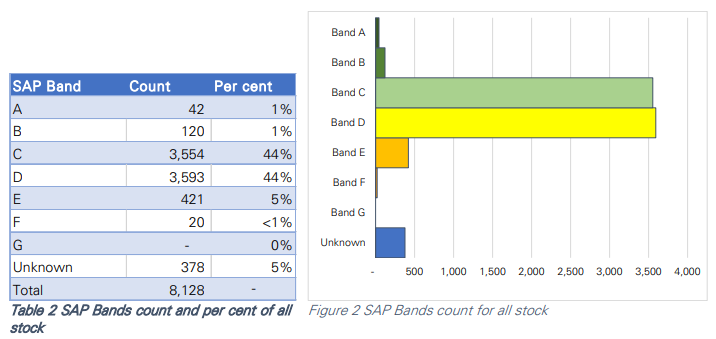 SAP Band Count Per cent
A 42 1%
B 120 1%
C 3,554 44%
D 3,593 44%
E 421 5%
F 20 <1%
G - 0%
Unknown 378 5%
Total 8,128 -
Table 2 SAP Bands count and per cent of all
stock
Band A
Band B
Band C
Band D
Band E
Band F
Band G
Unknown
- 500 1,000 1,500 2,000 2,500 3,000 3,500 4,000
Figure 2 SAP Bands count for all stock